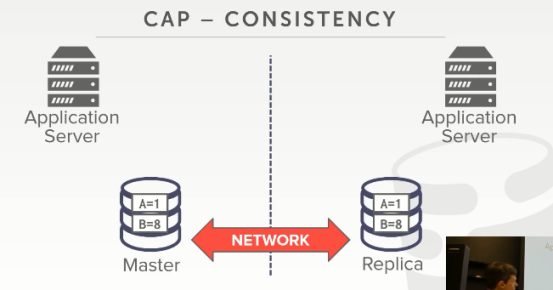 CAP – CONSISTENCY
Application
Server
Application
Server
A=1
B=8
A=1
B=8
NETWORK
Master
Replica